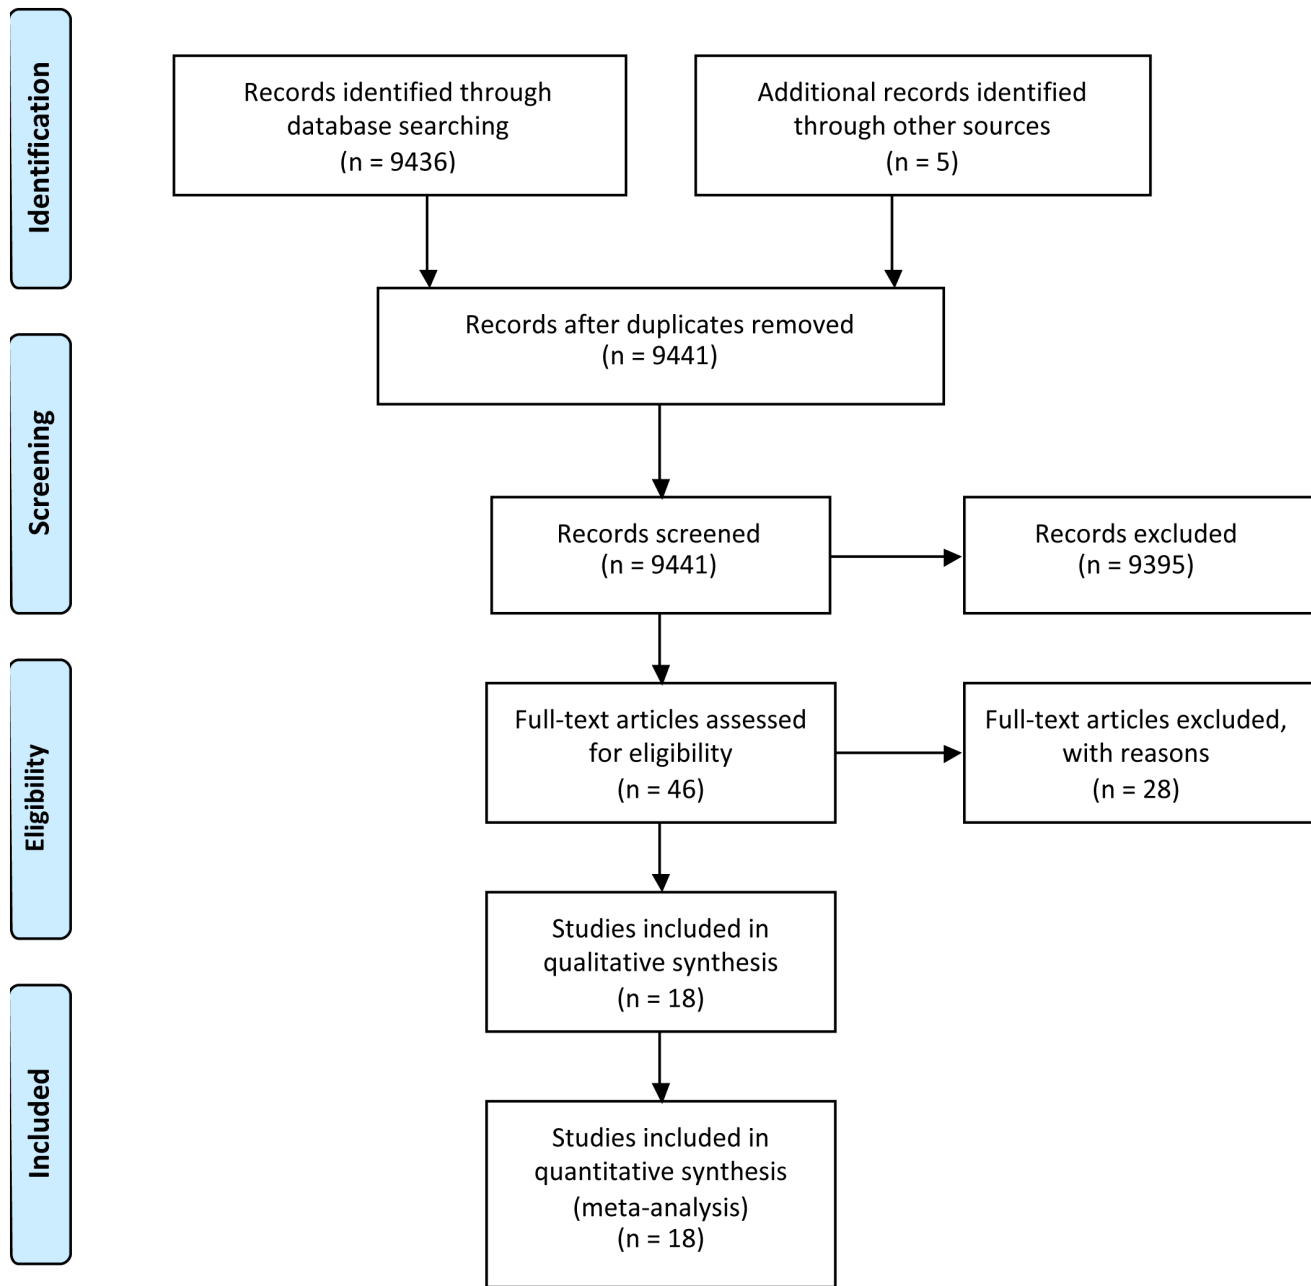 Identification
Records identified through
database searching
(n = 9436)
Additional records identified
through other sources
(n = 5)
Records after duplicates removed
(n = 9441)
Screening
Records screened
(n = 9441)
Records excluded
(n = 9395)
Eligibility
Full-text articles assessed
for eligibility
(n = 46)
Full-text articles excluded,
with reasons
(n = 28)
Studies included in
qualitative synthesis
(n = 18)
Included
Studies included in
quantitative synthesis
(meta-analysis)
(n = 18)